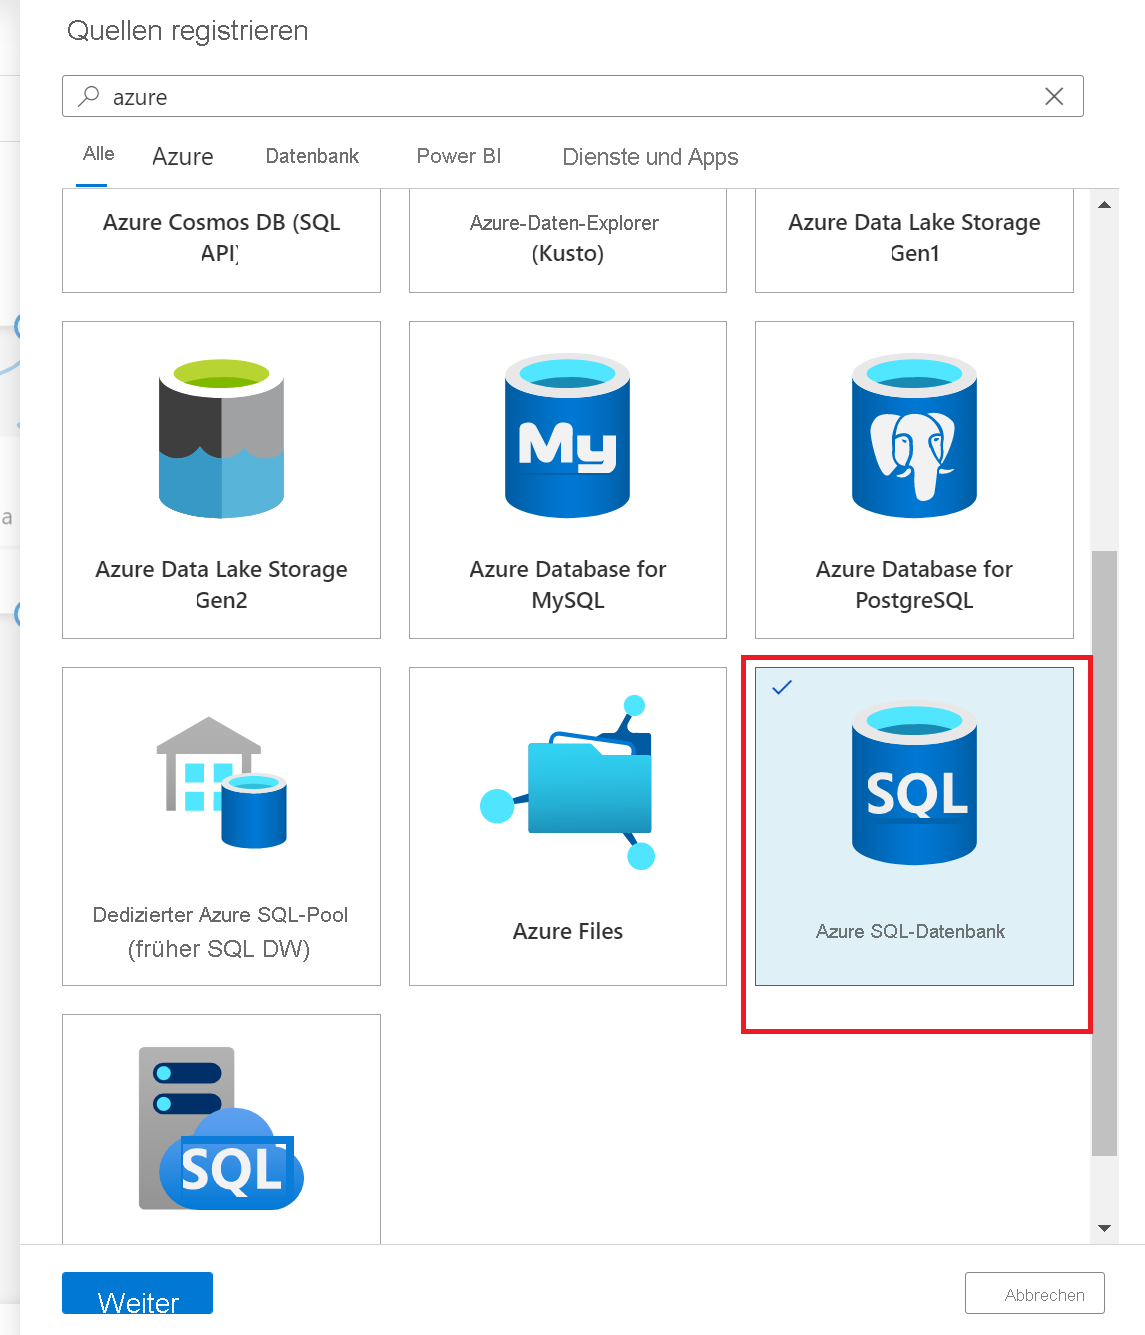 Quellen registrieren
azure
Alle Azure Datenbank Power BI Dienste und Apps
Azure Cosmos DB (SQL
API)
Azure-Daten-Explorer
(Kusto)
Azure Data Lake Storage
Gen1
Azure Data Lake Storage
Gen2
My
Azure Database for
MySQL
Azure Database for
PostgreSQL
Dedizierter Azure SQL-Pool
(früher SQL DW)
Azure Files
SQL
Azure SQL-Datenbank
SQL
a
Weiter
Abbrechen